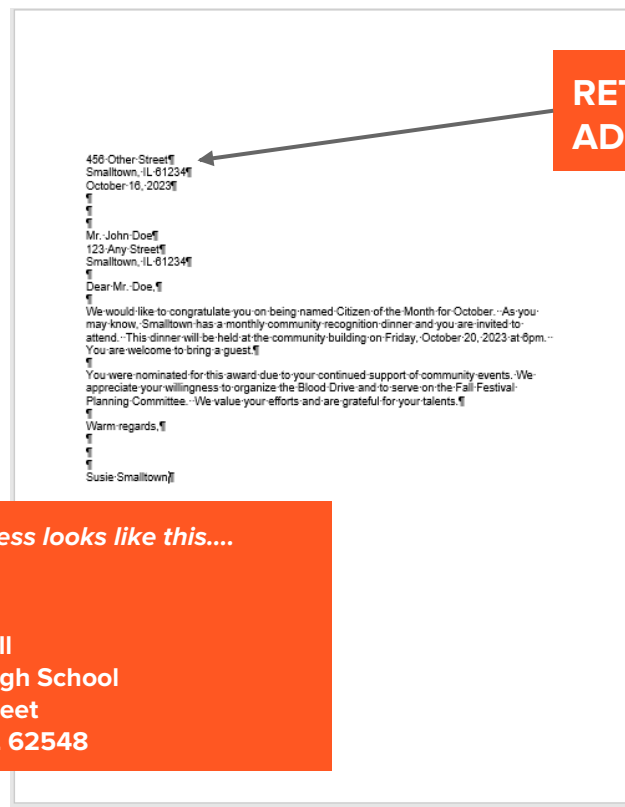 RET
AD
456·Other·Street¶
Smalltown,·IL·61234¶
October·16,·2023¶
¶
¶
¶
Mr.·John·Doe¶
123·Any·Street¶
Smalltown,·IL·61234¶
¶
Dear·Mr.·Doe,¶
¶
We·would·like·to·congratulate·you·on·being·named·Citizen·of·the·Month·for·October.··As·you·
may·know,·Smalltown·has·a·monthly·community·recognition·dinner·and·you·are·invited·to·
attend.··This·dinner·will·be·held·at·the·community·building·on·Friday,·October·20,·2023·at·6pm.··
You·are·welcome·to·bring·a·guest.¶
¶
You·were·nominated·for·this·award·due·to·your·continued·support·of·community·events.·We·
appreciate·your·willingness·to·organize·the·Blood·Drive·and·to·serve·on·the·Fall·Festival·
Planning·Committee.··We·value·your·efforts·and·are·grateful·for·your·talents.¶
¶
Warm·regards,¶
¶
¶
¶
Susie·Smalltown¶
ess looks like this....
ll
gh School
eet
62548